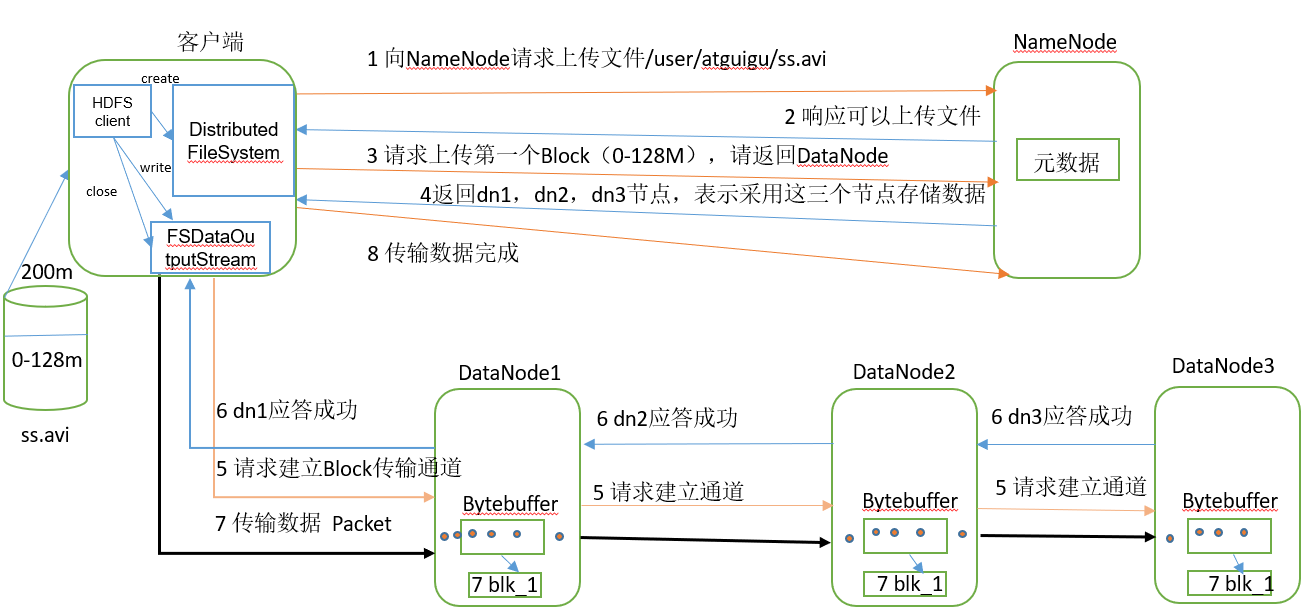 客户端
NameNode
1 向NameNode请求上传文件/user/atguigu/ss.avi
create
HDFS
client
Distributed
FileSystem
2 响应可以上传文件
3 请求上传第一个Block（0-128M），请返回DataNode
元数据
write
close
4返回dn1，dn2，dn3节点，表示采用这三个节点存储数据
FSDataOu
tputStream
8 传输数据完成
200m
0-128m
ss.avi
DataNode1
DataNode2
DataNode3
6 dn1应答成功
6 dn2应答成功
6 dn3应答成功
5 请求建立Block传输通道
5 请求建立通道
5 请求建立通道
Bytebuffer
Bytebuffer
Bytebuffer
7 传输数据 Packet
7 blk_1
7 blk_1
7 blk_1